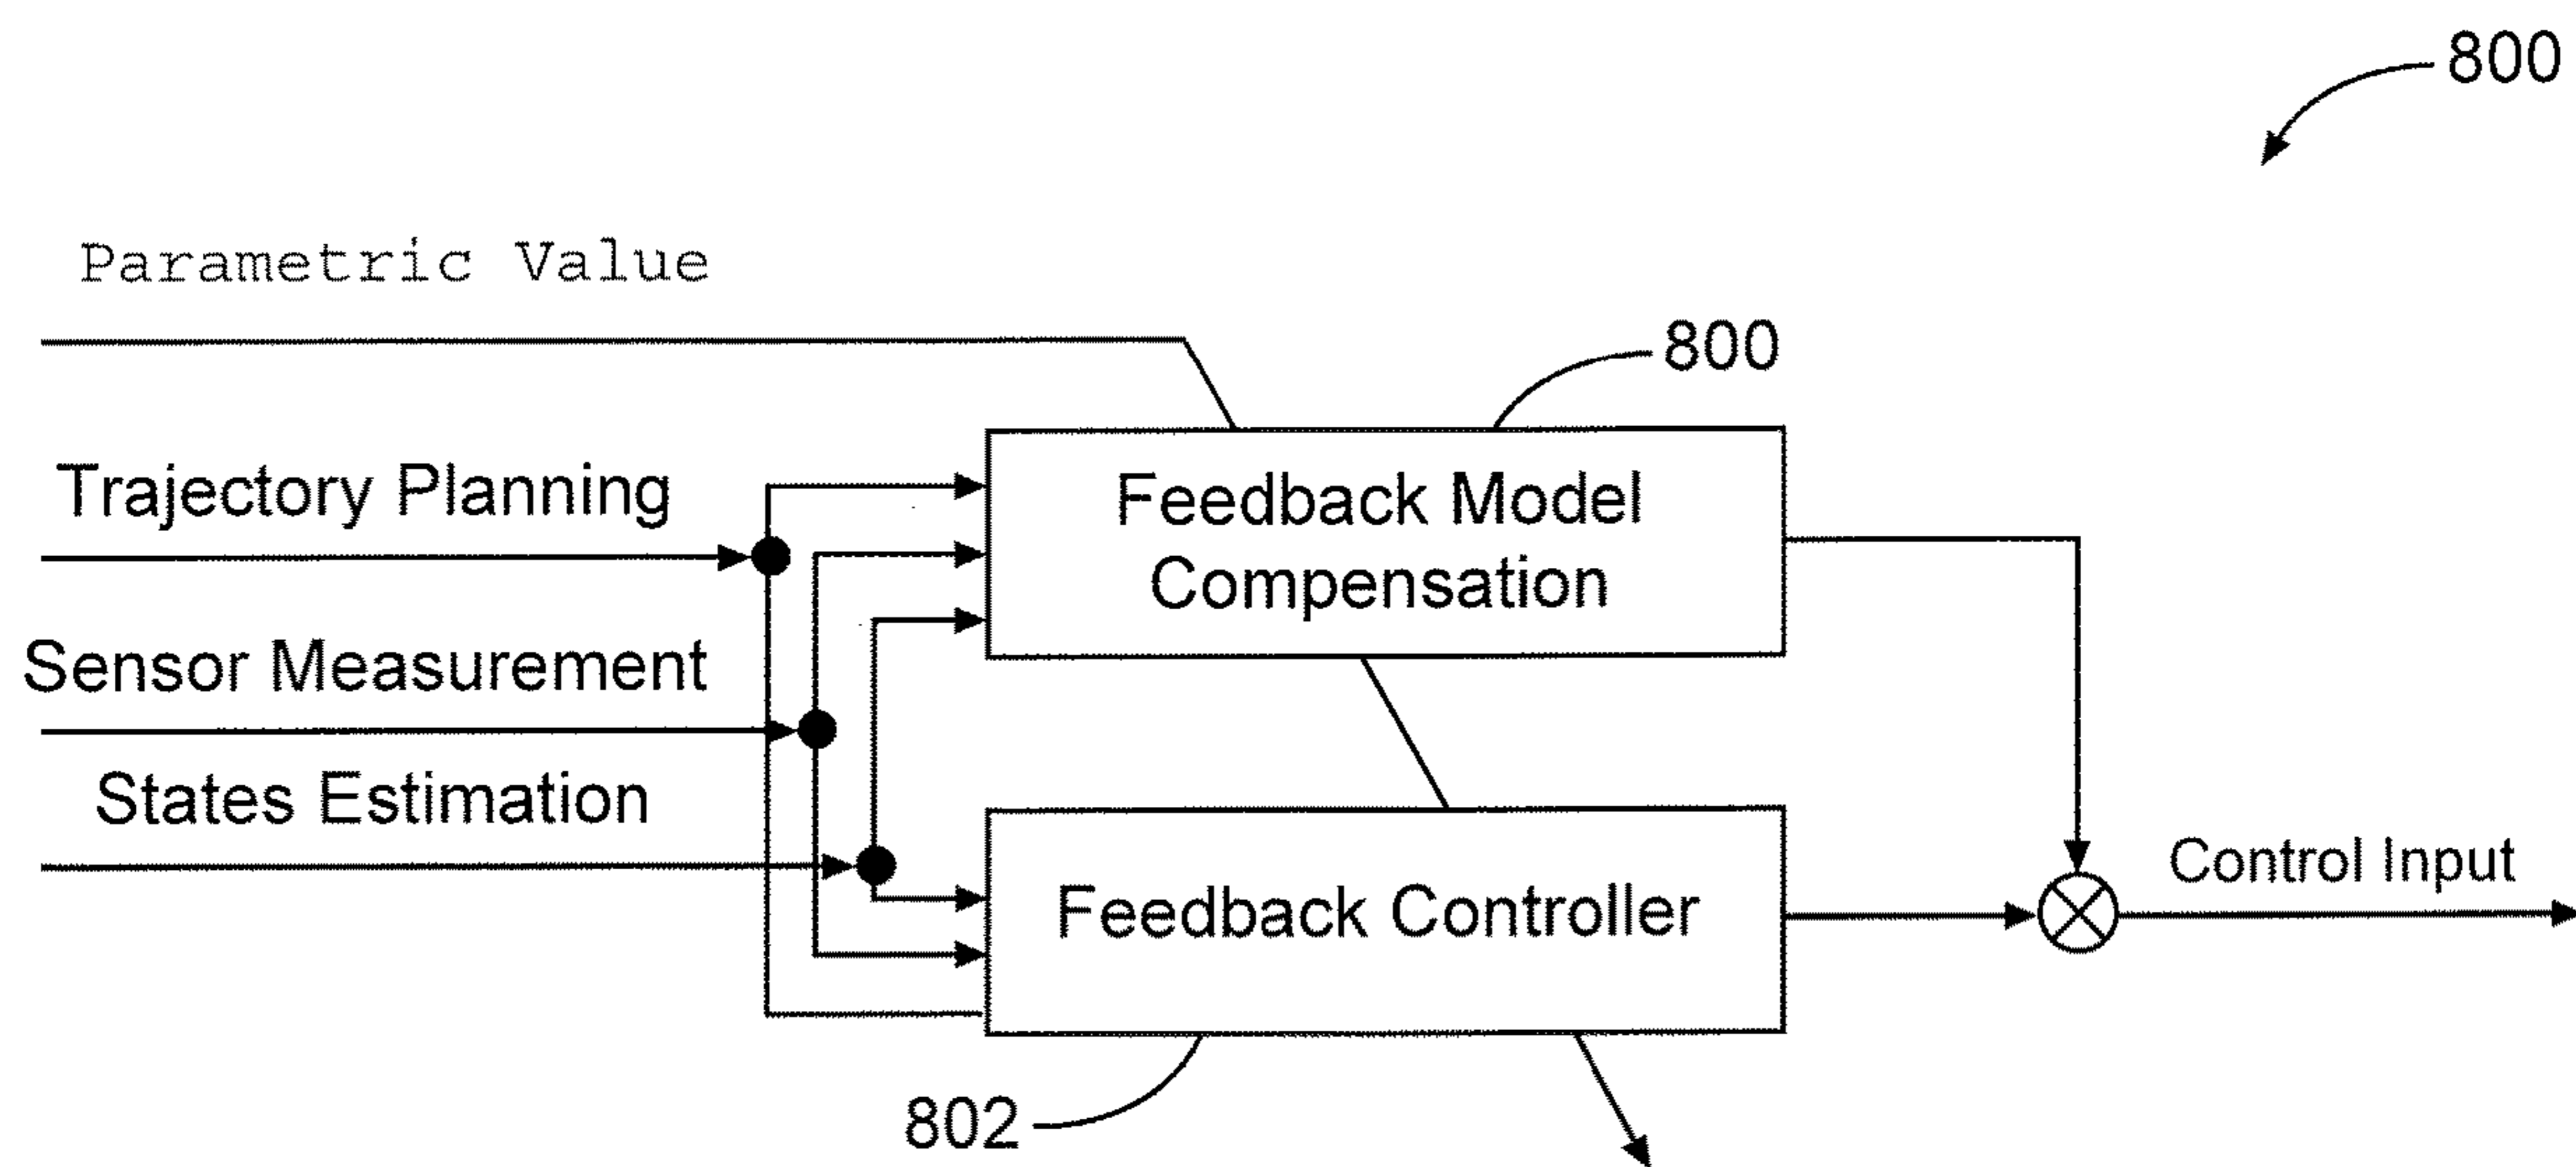 800
Parametric Value
800
Trajectory Planning
Feedback Model
Compensation
Sensor Measurement
States Estimation
Control Input
Feedback Controller
802